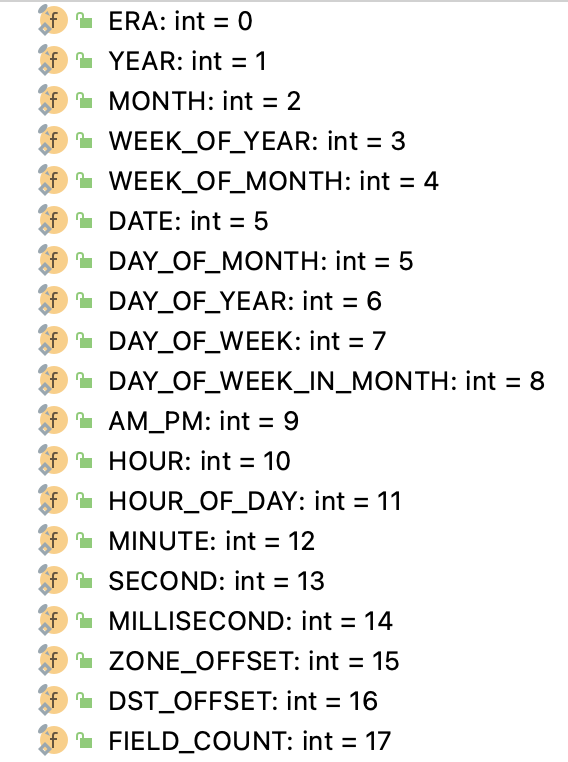 ERA: int = 0
YEAR: int = 1
MONTH: int = 2
WEEK_OF_YEAR: int = 3
WEEK_OF_MONTH: int = 4
DATE: int = 5
DAY_OF_MONTH: int = 5
DAY_OF_YEAR: int = 6
DAY_OF_WEEK: int = 7
DAY_OF_WEEK_IN_MONTH: int = 8
AM_PM: int = 9
HOUR: int = 10
HOUR_OF_DAY: int = 11
MINUTE: int = 12
SECOND: int = 13
MILLISECOND: int = 14
ZONE_OFFSET: int = 15
DST_OFFSET: int = 16
FIELD_COUNT: int = 17